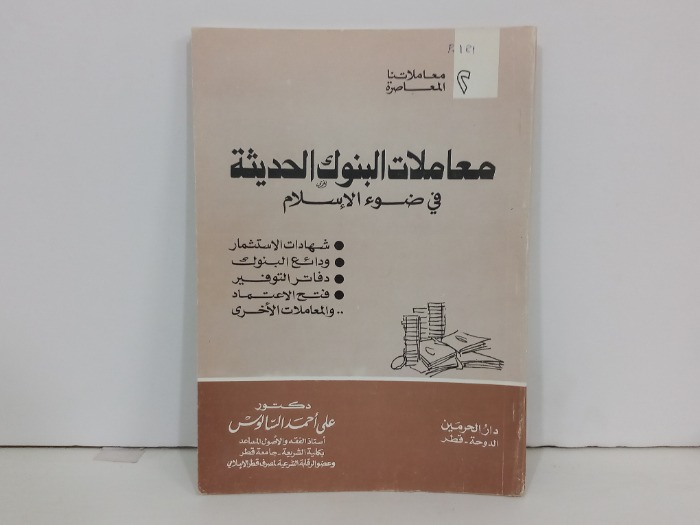 معاملاتنا
المعاصرة
٢
معاملات البنوك الحديثة
في ضوء الإسلام
● شهادات الاستثمار
● ودائع البنوك
● دفاتر التوفير
● فتح الاعتماد
.. والمعاملات الأخرى
دكتور
علي أحمد السالوس
أستاذ الفقه والأصول المساعد
بكلية الشريعة - جامعة قطر
وعضو الرقابة الشرعية لمصرف قطر الإسلامي
دار الحرمين
الدوحة - قطر